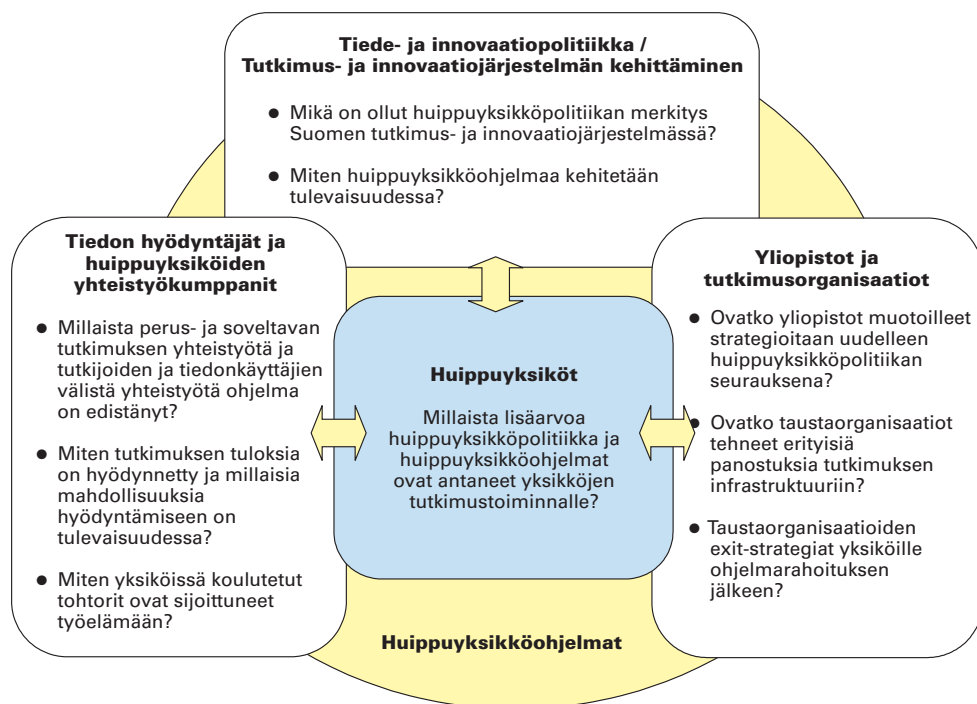 Tiede- ja innovaatiopolitiikka /
Tutkimus- ja innovaatiojärjestelmän kehittäminen
● Mikä on ollut huippuyksikköpolitiikan merkitys
Suomen tutkimus- ja innovaatiojärjestelmässä?
● Miten huippuyksikköohjelmaa kehitetään
tulevaisuudessa?
Tiedon hyödyntäjät ja
huippuyksiköiden
yhteistyökumppanit
● Millaista perus- ja soveltavan
tutkimuksen yhteistyötä ja
tutkijoiden ja tiedonkäyttäjien
välistä yhteistyötä ohjelma
on edistänyt?
● Miten tutkimuksen tuloksia
on hyödynnetty ja millaisia
mahdollisuuksia
hyödyntämiseen on
tulevaisuudessa?
● Miten yksiköissä koulutetut
tohtorit ovat sijoittuneet
työelämään?
Huippuyksiköt
Millaista lisäarvoa
huippuyksikköpolitiikka ja
huippuyksikköohjelmat
ovat antaneet yksikköjen
tutkimustoiminnalle?
Yliopistot ja
tutkimusorganisaatiot
● Ovatko yliopistot muotoilleet
strategioitaan uudelleen
huippuyksikköpolitiikan
seurauksena?
● Ovatko taustaorganisaatiot
tehneet erityisiä
panostuksia tutkimuksen
infrastruktuuriin?
● Taustaorganisaatioiden
exit-strategiat yksiköille
ohjelmarahoituksen
jälkeen?
Huippuyksikköohjelmat